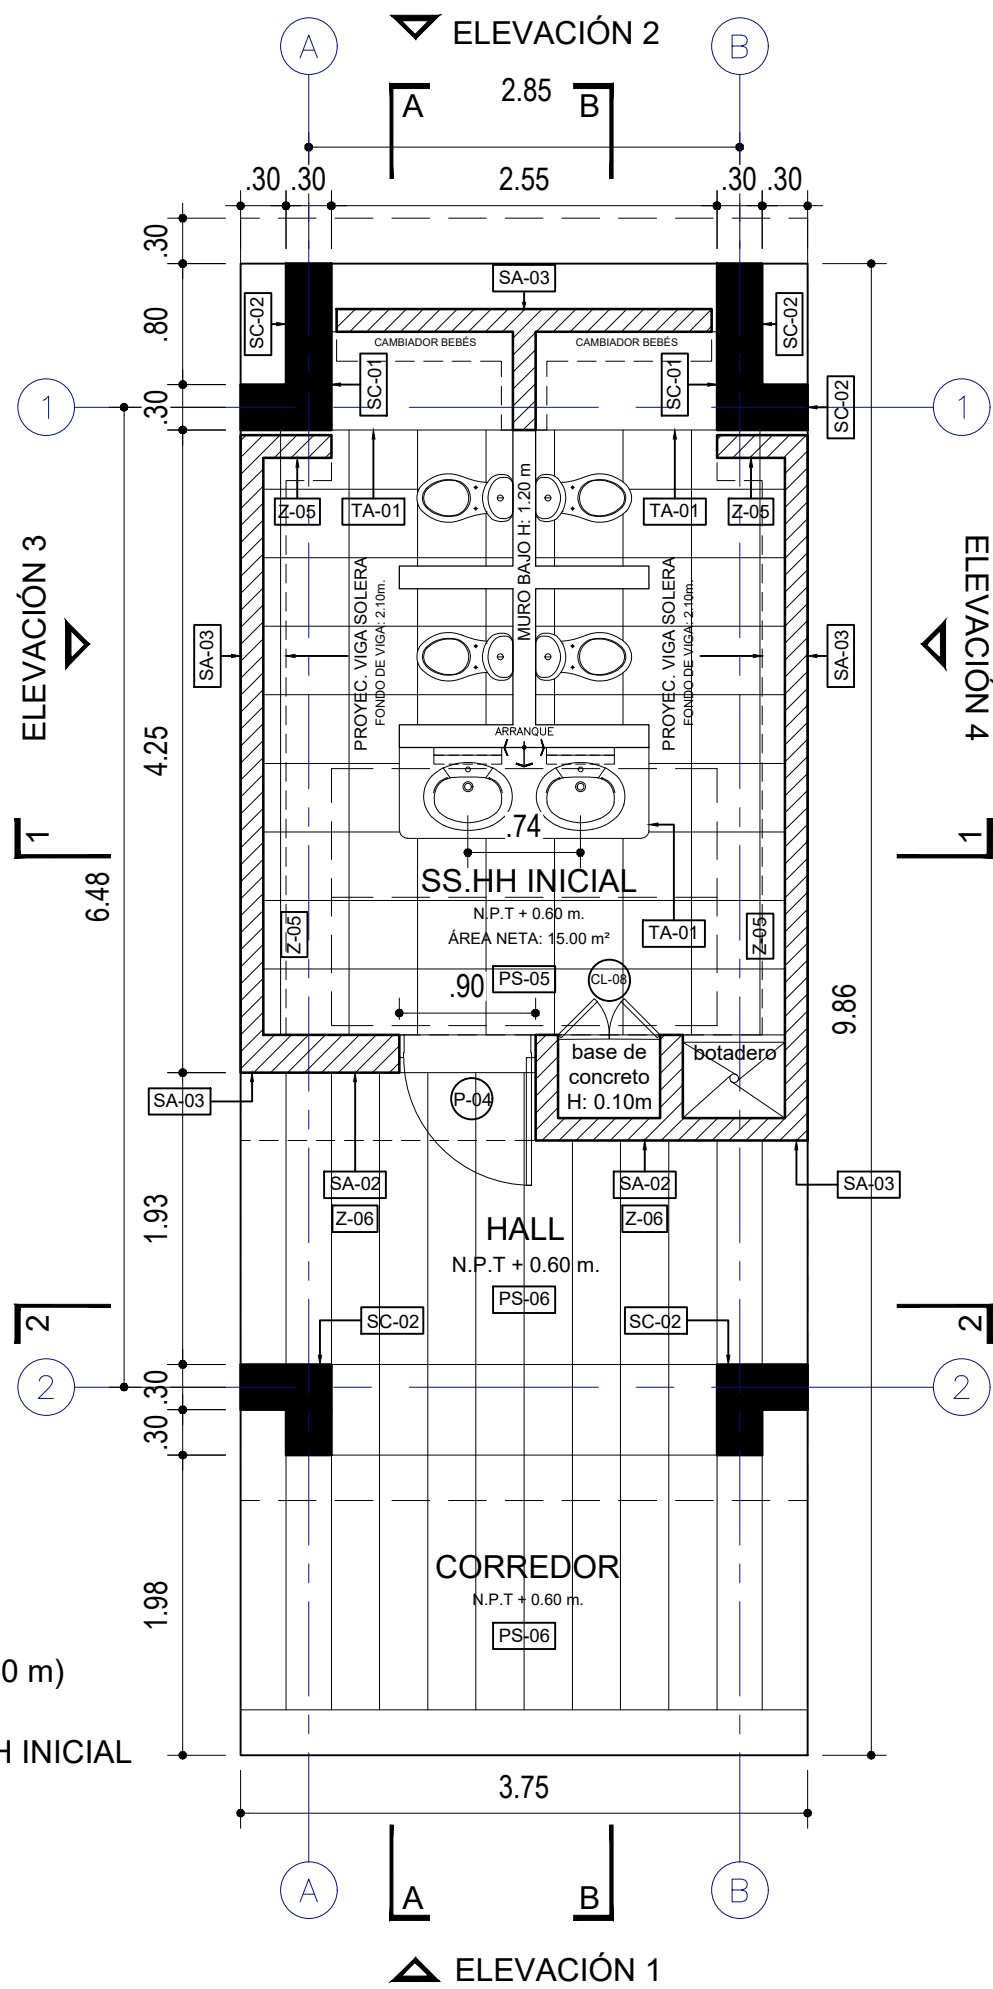 ELEVACIÓN 2
A
B
A
B
2.85
.30
.30
2.55
.30
.30
.30
SA-03
SC-02
SC-02
.80
CAMBIADOR BEBÉS
CAMBIADOR BEBÉS
SC-01
SC-01
SC-02
1
1
.30
Z-05
TA-01
MURO BAJO H: 1.20 m
TA-01
Z-05
ELEVACIÓN 3
ELEVACIÓN 4
PROYEC. VIGA SOLERA
FONDO DE VIGA: 2.10m.
PROYEC. VIGA SOLERA
FONDO DE VIGA: 2.10m.
SA-03
SA-03
4.25
ARRANQUE
.74
1
1
6.48
SS.HH INICIAL
N.P.T + 0.60 m.
ÁREA NETA: 15.00 m²
Z-05
TA-01
Z-05
PS-05
CL-08
.90
9.86
base de
concreto
H: 0.10m
botadero
SA-03
P-04
SA-02
Z-06
SA-02
Z-06
SA-03
1.93
HALL
N.P.T + 0.60 m.
PS-06
2
2
SC-02
SC-02
2
2
.30
.30
CORREDOR
N.P.T + 0.60 m.
PS-06
1.98
0 m)
H INICIAL
3.75
A
B
A
B
ELEVACIÓN 1